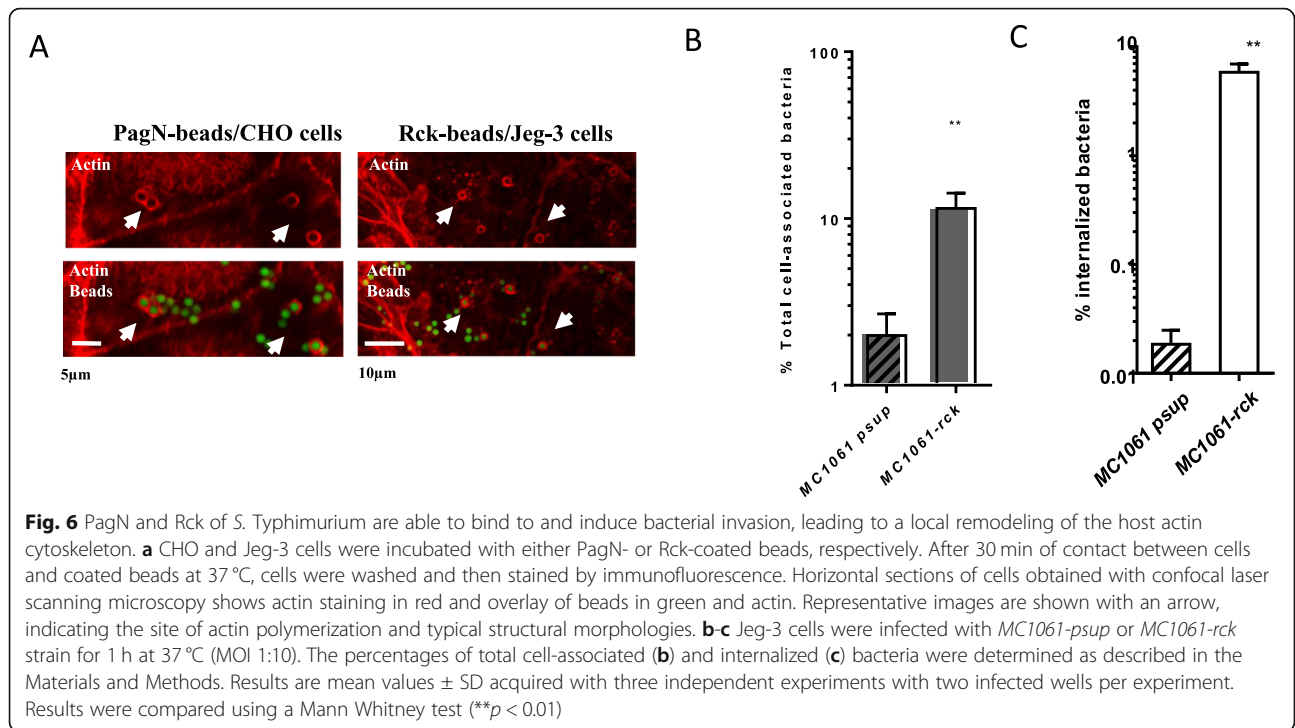 A
PagN-beads/CHO cells
Rck-beads/Jeg-3 cells
Actin
Actin
Actin
Beads
Actin
Beads
5µm
10µm
B
% Total cell-associated bacteria
100
10
1
**
MC1061 psup
MC1061-rck
C
% internalized bacteria
10
1
0.1
0.01
**
MC1061 psup
MC1061-rck
Fig. 6 PagN and Rck of S. Typhimurium are able to bind to and induce bacterial invasion, leading to a local remodeling of the host actin
cytoskeleton. a CHO and Jeg-3 cells were incubated with either PagN- or Rck-coated beads, respectively. After 30 min of contact between cells
and coated beads at 37 °C, cells were washed and then stained by immunofluorescence. Horizontal sections of cells obtained with confocal laser
scanning microscopy shows actin staining in red and overlay of beads in green and actin. Representative images are shown with an arrow,
indicating the site of actin polymerization and typical structural morphologies. b-c Jeg-3 cells were infected with MC1061-psup or MC1061-rck
strain for 1 h at 37 °C (MOI 1:10). The percentages of total cell-associated (b) and internalized (c) bacteria were determined as described in the
Materials and Methods. Results are mean values ± SD acquired with three independent experiments with two infected wells per experiment.
Results were compared using a Mann Whitney test (**p < 0.01)